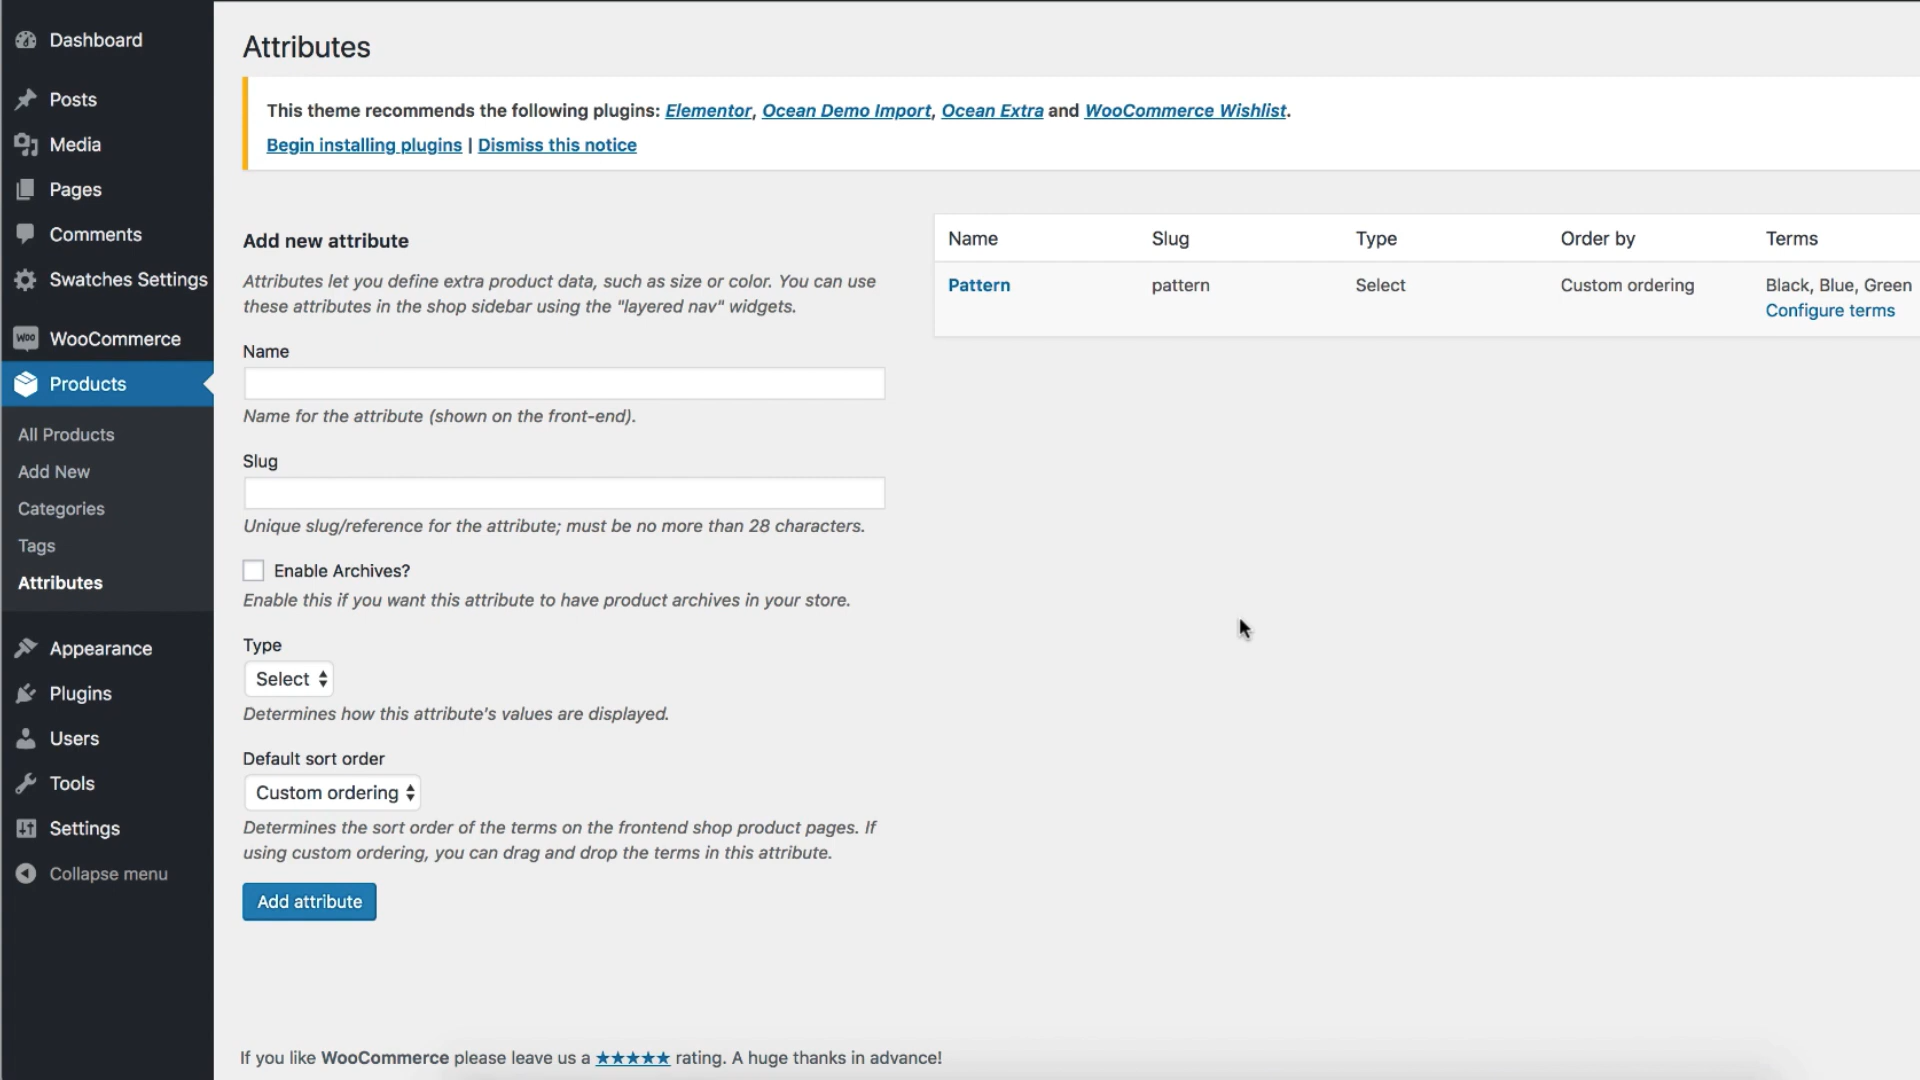 Dashboard
Posts
Media
Pages
Comments
Swatches Settings
Woo WooCommerce
Products
All Products
Add New
Categories
Tags
Attributes
Appearance
Plugins
Users
Tools
Settings
Collapse menu
Attributes
This theme recommends the following plugins: Elementor, Ocean Demo Import, Ocean Extra and WooCommerce Wishlist.
Begin installing plugins | Dismiss this notice
Add new attribute
Attributes let you define extra product data, such as size or color. You can use
these attributes in the shop sidebar using the "layered nav" widgets.
Name
Name for the attribute (shown on the front-end).
Slug
Unique slug/reference for the attribute; must be no more than 28 characters.
Enable Archives?
Enable this if you want this attribute to have product archives in your store.
Type
Select
Determines how this attribute's values are displayed.
Default sort order
Custom ordering
Determines the sort order of the terms on the frontend shop product pages. If
using custom ordering, you can drag and drop the terms in this attribute.
Add attribute
Name Slug Type Order by Terms
Pattern pattern Select Custom ordering Black, Blue, Green
Configure terms
If you like WooCommerce please leave us a ★★★★★ rating. A huge thanks in advance!